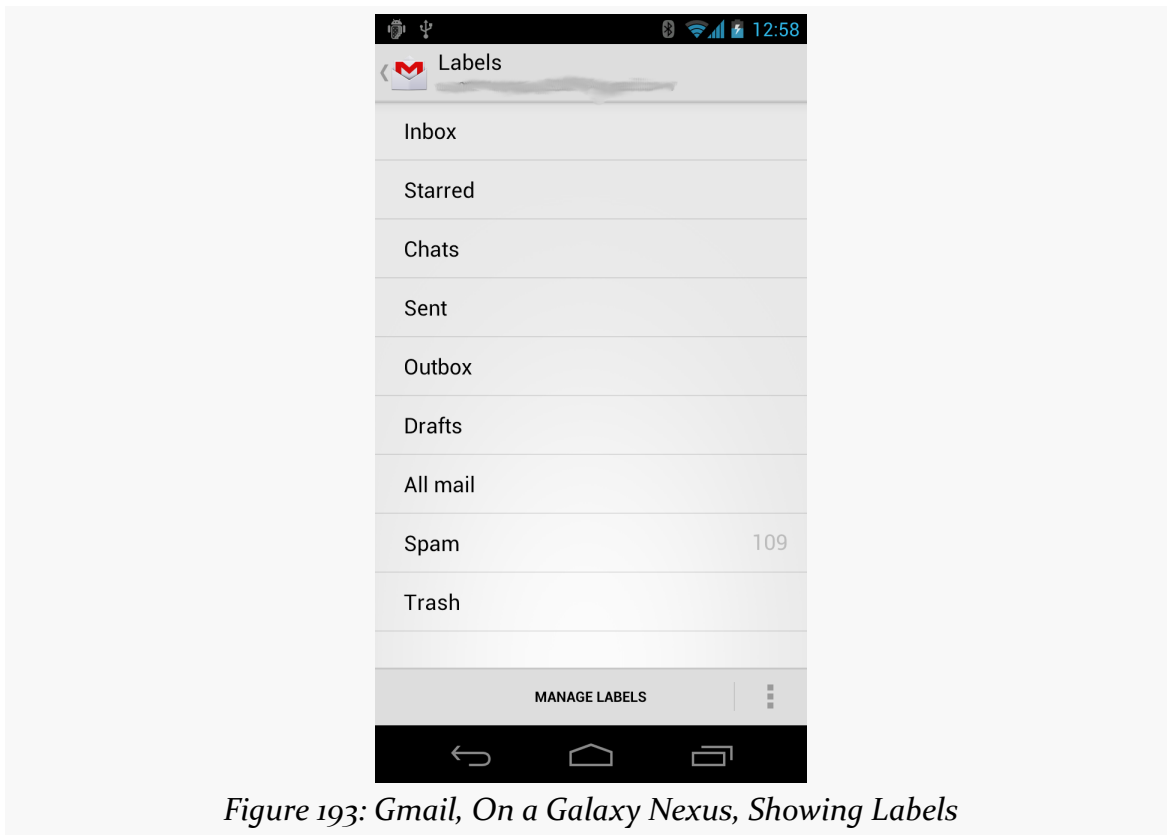 12:58
Labels
Inbox
Starred
Chats
Sent
Outbox
Drafts
All mail
Spam 109
Trash
MANAGE LABELS
Figure 193: Gmail, On a Galaxy Nexus, Showing Labels